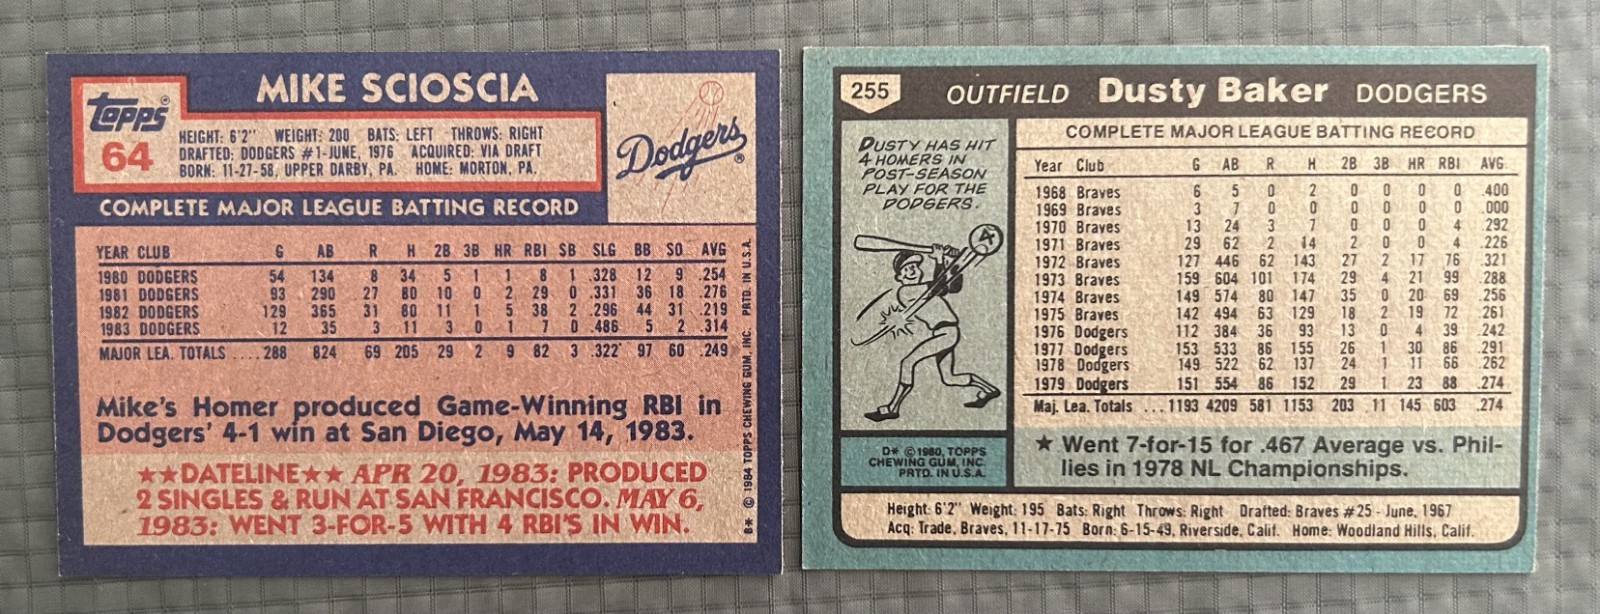 MIKE SCIOSCIA
Topps®
64
HEIGHT: 6'2" WEIGHT: 200 BATS: LEFT THROWS: RIGHT
DRAFTED: DODGERS #1-JUNE, 1976 ACQUIRED: VIA DRAFT
BORN: 11-27-58, UPPER DARBY, PA. HOME: MORTON, PA.
Dodgers®
COMPLETE MAJOR LEAGUE BATTING RECORD
YEAR CLUB G AB R H 2B 3B HR RBI SB SLG BB SO AVG
1980 DODGERS 54 134 8 34 5 1 1 8 1 .328 12 9 .254
1981 DODGERS 93 290 27 80 10 0 2 29 0 .331 36 18 .276
1982 DODGERS 129 365 31 80 11 1 5 38 2 .296 44 31 .219
1983 DODGERS 12 35 3 11 3 0 1 7 0 .486 5 2 .314
MAJOR LEA. TOTALS ....288 824 69 205 29 2 9 82 3 .322 97 60 .249
Mike's Homer produced Game-Winning RBI in
Dodgers' 4-1 win at San Diego, May 14, 1983.
★★DATELINE★★ APR 20, 1983: PRODUCED
2 SINGLES & RUN AT SAN FRANCISCO. MAY 6,
1983: WENT 3-FOR-5 WITH 4 RBI'S IN WIN.
B* © 1984 TOPPS CHEWING GUM, INC. PRTD. IN U.S.A.
255 OUTFIELD Dusty Baker DODGERS
DUSTY HAS HIT
4 HOMERS IN
POST-SEASON
PLAY FOR THE
DODGERS.
4
D* © 1980, TOPPS
CHEWING GUM, INC.
PRTD. IN U.S.A.
COMPLETE MAJOR LEAGUE BATTING RECORD
Year Club G AB R H 2B 3B HR RBI AVG.
1968 Braves 6 5 0 2 0 0 0 0 .400
1969 Braves 3 7 0 0 0 0 0 0 .000
1970 Braves 13 24 3 7 0 0 0 4 .292
1971 Braves 29 62 2 14 2 0 0 4 .226
1972 Braves 127 446 62 143 27 2 17 76 .321
1973 Braves 159 604 101 174 29 4 21 99 .288
1974 Braves 149 574 80 147 35 0 20 69 .256
1975 Braves 142 494 63 129 18 2 19 72 .261
1976 Dodgers 112 384 36 93 13 0 4 39 .242
1977 Dodgers 153 533 86 155 26 1 30 86 .291
1978 Dodgers 149 522 62 137 24 1 11 66 .262
1979 Dodgers 151 554 86 152 29 1 23 88 .274
Maj. Lea. Totals ...1193 4209 581 1153 203 11 145 603 .274
★ Went 7-for-15 for .467 Average vs. Phil-
lies in 1978 NL Championships.
Height: 6'2" Weight: 195 Bats: Right Throws: Right Drafted: Braves #25 - June, 1967
Acq: Trade, Braves, 11-17-75 Born: 6-15-49, Riverside, Calif. Home: Woodland Hills, Calif.